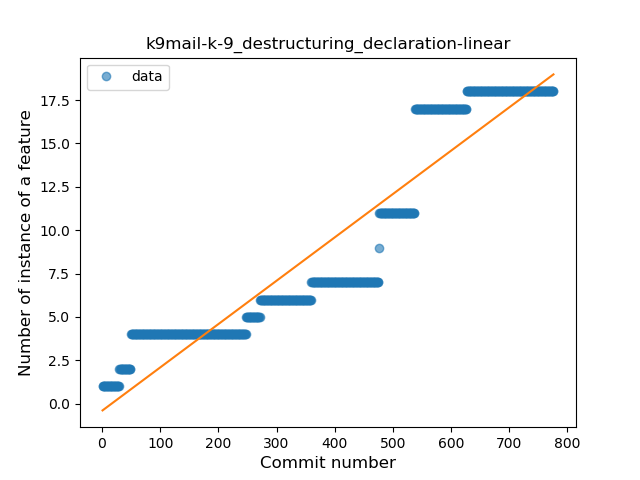 k9mail-k-9_destructuring_declaration-linear
data
Number of instance of a feature
17.5
15.0
12.5
10.0
7.5
5.0
2.5
0.0
0 100 200 300 400 500 600 700 800
Commit number